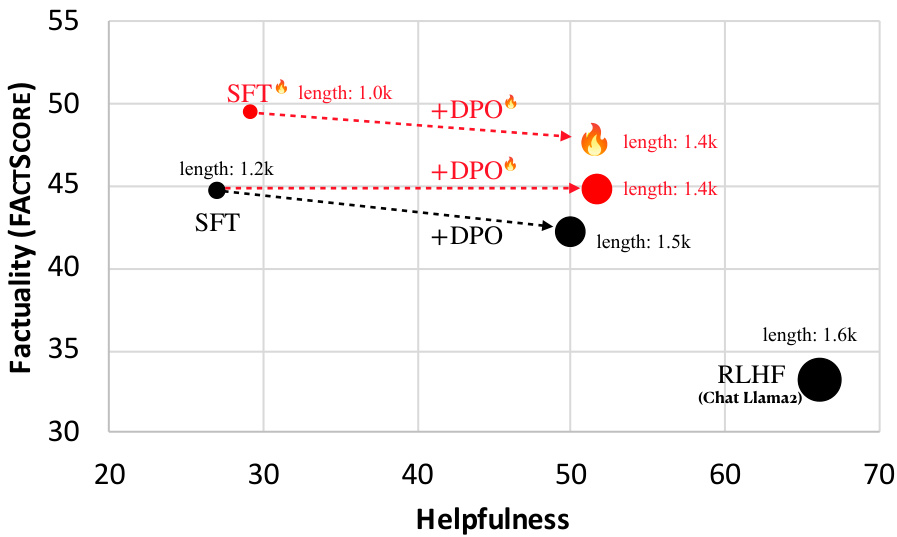 Factuality (FACTSCORE)
55
50
45
40
35
30
SFT🔥 length: 1.0k
+DPO🔥
length: 1.4k
length: 1.2k
+DPO🔥
length: 1.4k
SFT
+DPO
length: 1.5k
length: 1.6k
RLHF
(Chat Llama2)
20 30 40 50 60 70
Helpfulness